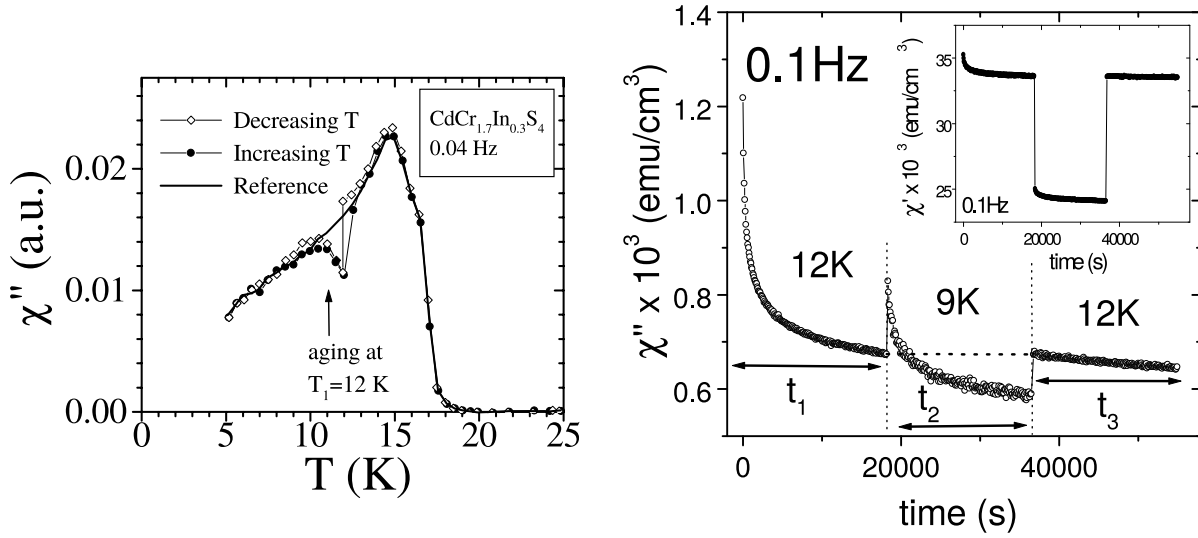 Decreasing T
Increasing T
Reference
CdCr1.7In0.3S4
0.04 Hz
aging at
T1=12 K
0.02
0.01
0.00
0 5 10 15 20 25
χ" (a.u.)
T (K)
0.1Hz
12K
9K
12K
t1
t2
t3
1.4
1.2
1.0
0.8
0.6
0 20000 40000
χ" x 10³ (emu/cm³)
time (s)
35
30
25
0 20000 40000
χ' x 10³ (emu/cm³)
0.1Hz
time (s)